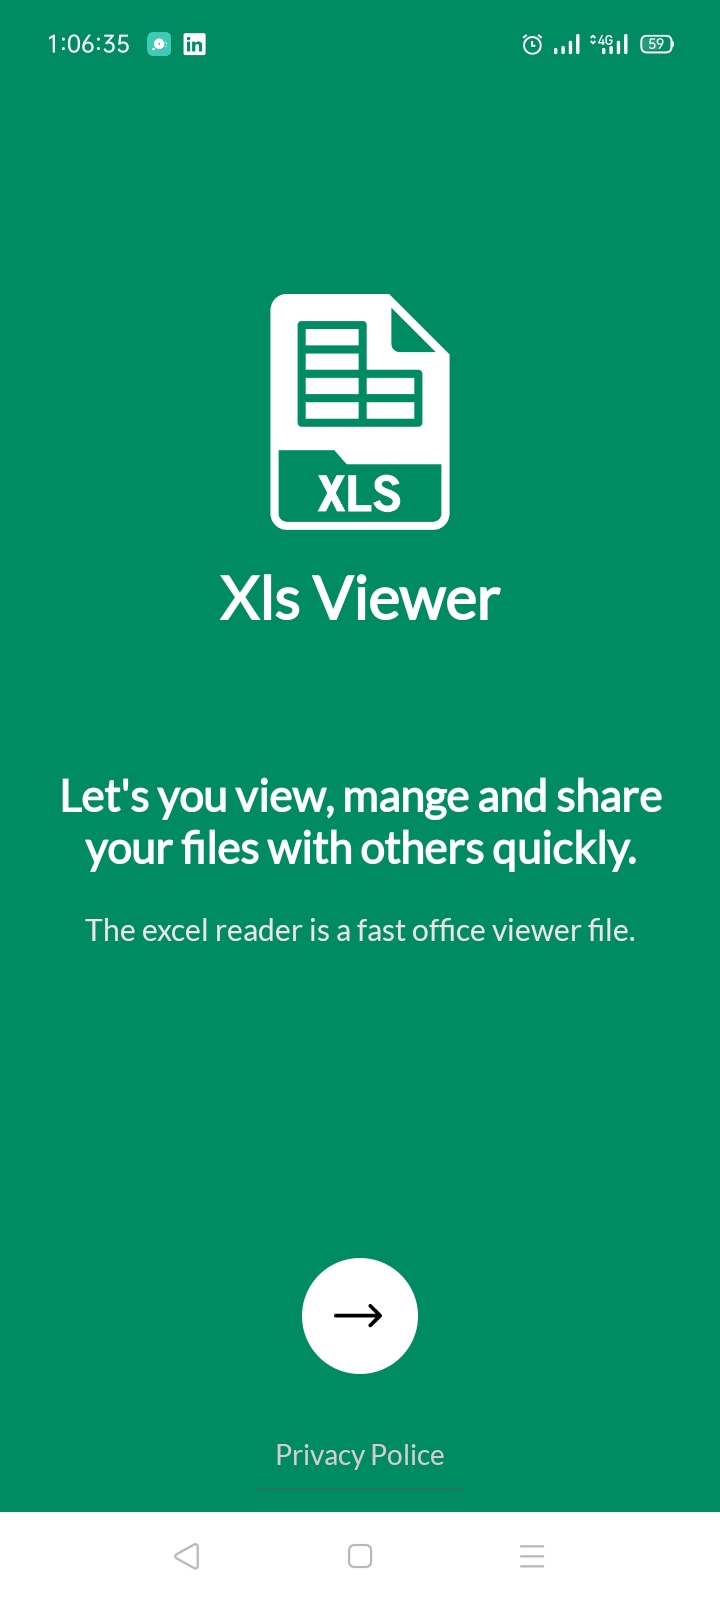 1:06:35 in 4G 59
XLS
Xls Viewer
Let's you view, mange and share
your files with others quickly.
The excel reader is a fast office viewer file.
Privacy Police